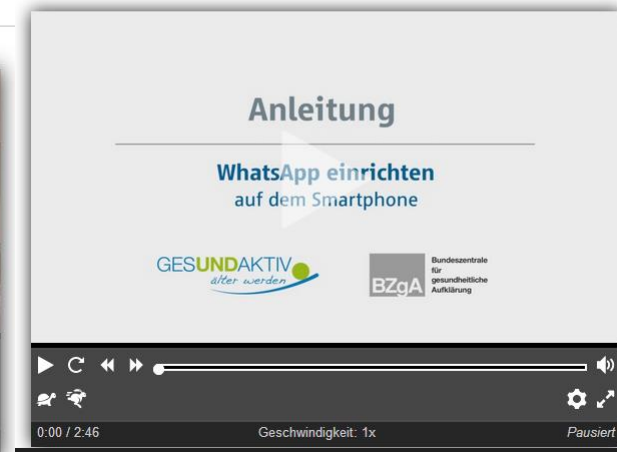 Anleitung
WhatsApp einrichten
auf dem Smartphone
GESUNDAKTIV
älter werden
BZgA
Bundeszentrale
für
gesundheitliche
Aufklärung
0:00 / 2:46 Geschwindigkeit: 1x Pausiert